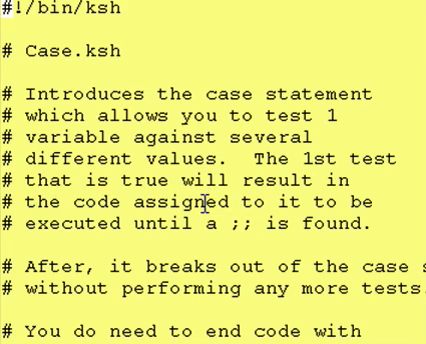 #!/bin/ksh
# Case.ksh
# Introduces the case statement
# which allows you to test 1
# variable against several
# different values.  The 1st test
# that is true will result in
# the code assigned to it to be
# executed until a ;; is found.
# After, it breaks out of the case s
# without performing any more tests.
# You do need to end code with